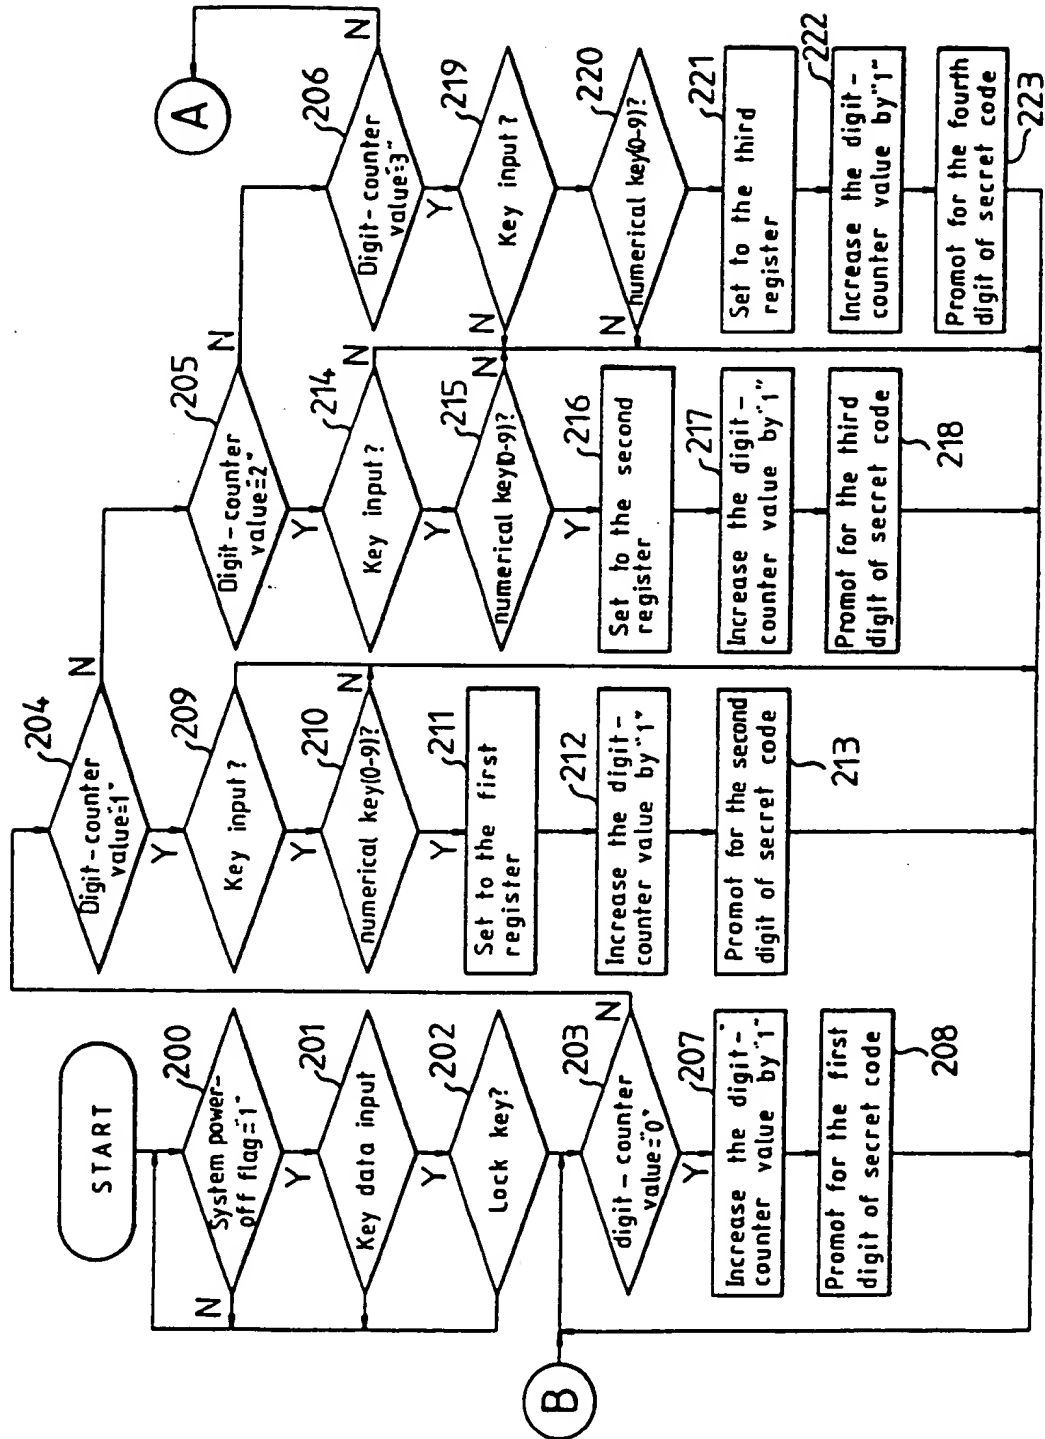 START
200
System power-
off flag="1"
N
Y
201
Key data input
Y
202
Lock key?
B
203
digit-counter
value="0"
N
Y
207
Increase the digit-
counter value by "1"
Promot for the first
digit of secret code
208
204
Digit-counter
value="1"
N
Y
209
Key input?
Y
210
numerical key(0-9)?
N
Y
211
Set to the first
register
212
Increase the digit-
counter value by "1"
Promot for the second
digit of secret code
213
205
Digit-counter
value="2"
N
Y
214
Key input?
N
Y
215
numerical key(0-9)?
N
Y
216
Set to the second
register
217
Increase the digit-
counter value by "1"
Promot for the third
digit of secret code
218
A
206
Digit-counter
value="3"
N
Y
219
Key input?
N
220
numerical key(0-9)?
N
221
Set to the third
register
222
Increase the digit-
counter value by "1"
Promot for the fourth
digit of secret code
223